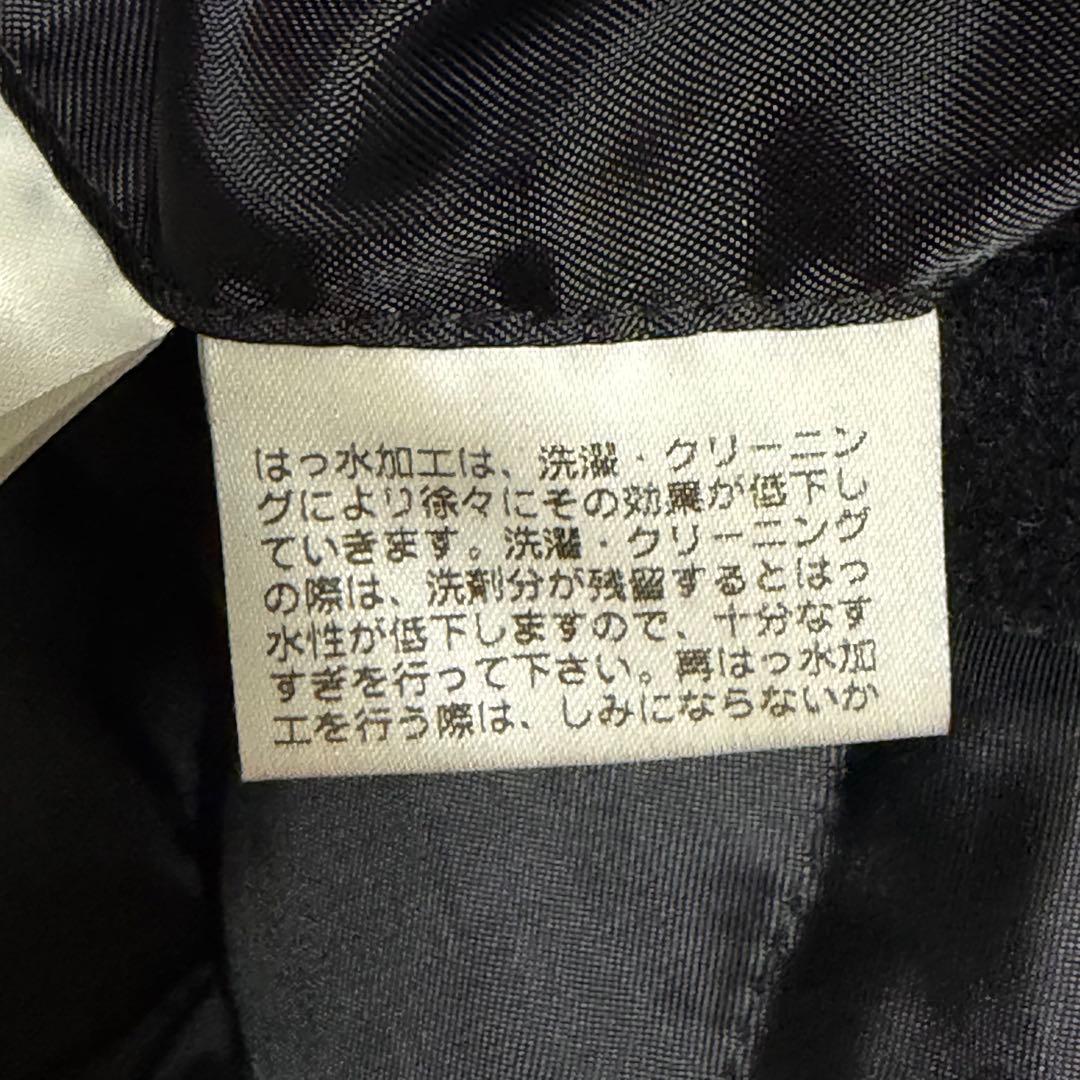 はっ水加工は、洗濯・クリーニン
グにより徐々にその効果が低下し
ていきます。洗濯・クリーニング
の際は、洗剤分が残留するとはっ
水性が低下しますので、十分なす
すぎを行って下さい。再はっ水加
工を行う際は、しみにならないか